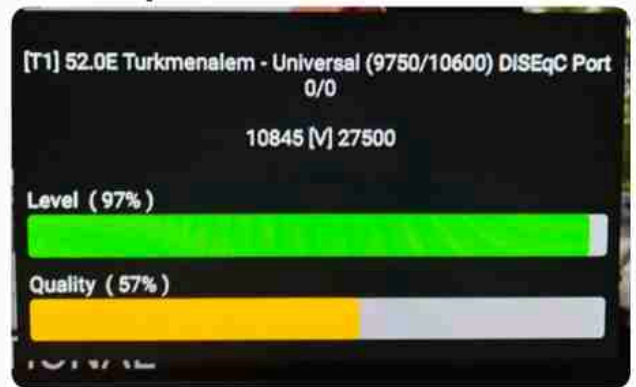 [T1] 52.0E Turkmenalem - Universal (9750/10600) DISEqC Port
0/0
10845 [V] 27500
Level ( 97% )
Quality ( 57% )